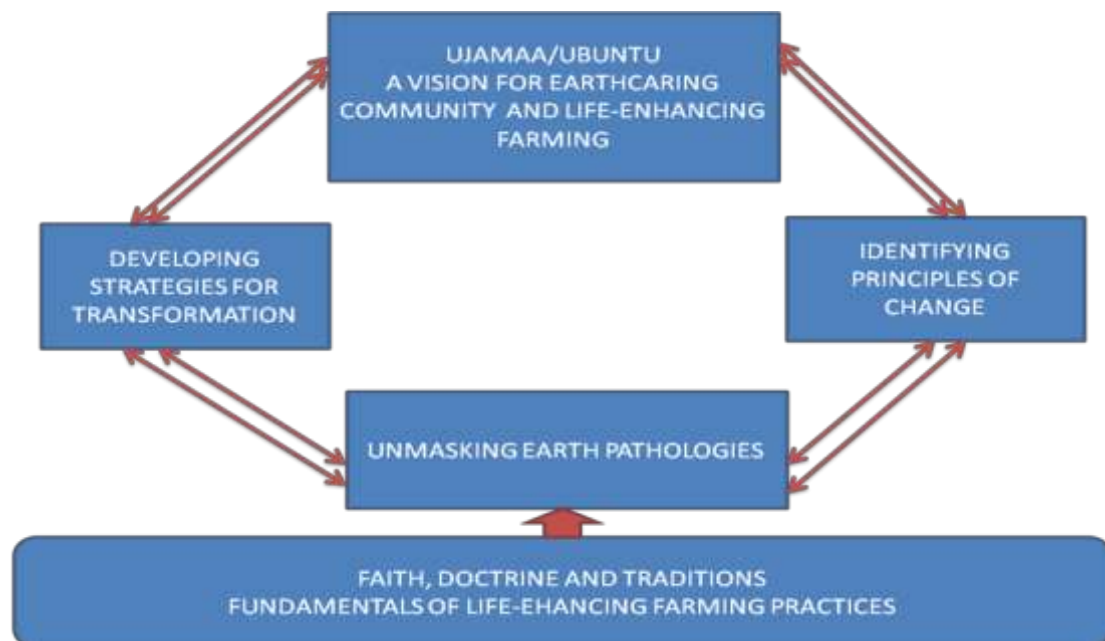 UJAMAA/UBUNTU
A VISION FOR EARTHCARING
COMMUNITY AND LIFE-ENHANCING
FARMING
DEVELOPING
STRATEGIES FOR
TRANSFORMATION
IDENTIFYING
PRINCIPLES OF
CHANGE
UNMASKING EARTH PATHOLOGIES
FAITH, DOCTRINE AND TRADITIONS
FUNDAMENTALS OF LIFE-EHANCING FARMING PRACTICES